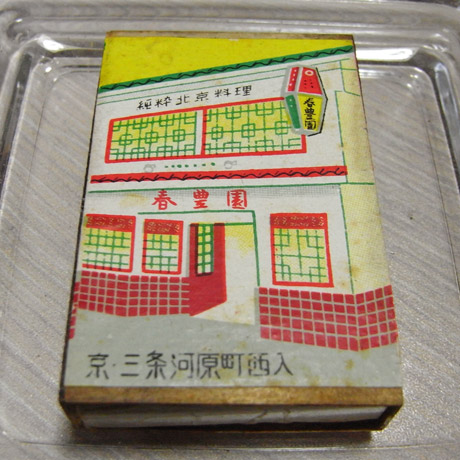 純粋北京料理
春豊園
春豊園
京・三条河原町西入